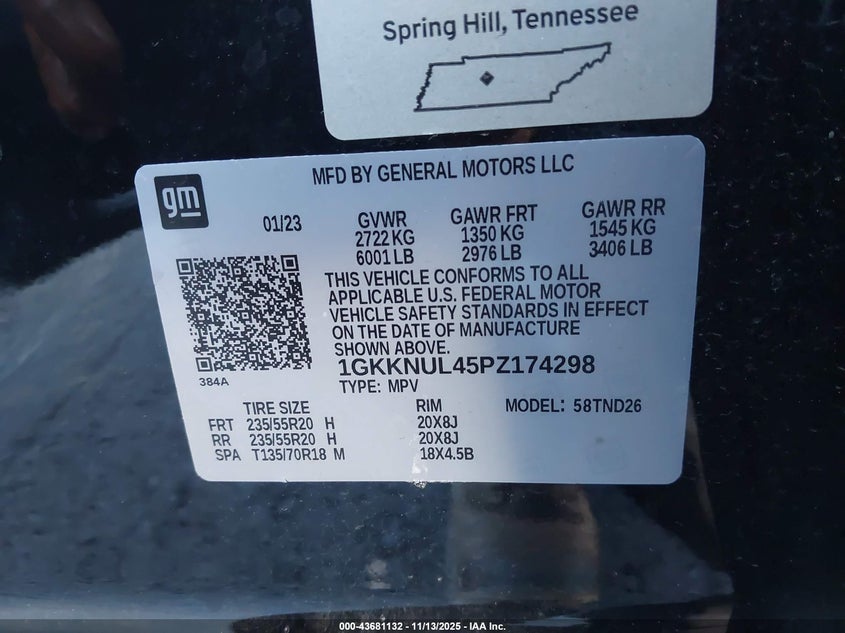 Spring Hill, Tennessee
gm
MFD BY GENERAL MOTORS LLC
01/23
GVWR
2722 KG
6001 LB
GAWR FRT
1350 KG
2976 LB
GAWR RR
1545 KG
3406 LB
THIS VEHICLE CONFORMS TO ALL
APPLICABLE U.S. FEDERAL MOTOR
VEHICLE SAFETY STANDARDS IN EFFECT
ON THE DATE OF MANUFACTURE
SHOWN ABOVE.
384A
1GKKNUL45PZ174298
TYPE: MPV
TIRE SIZE RIM MODEL: 58TND26
FRT 235/55R20 H 20X8J
RR 235/55R20 H 20X8J
SPA T135/70R18 M 18X4.5B
000-43681132 - 11/13/2025 - IAA Inc.